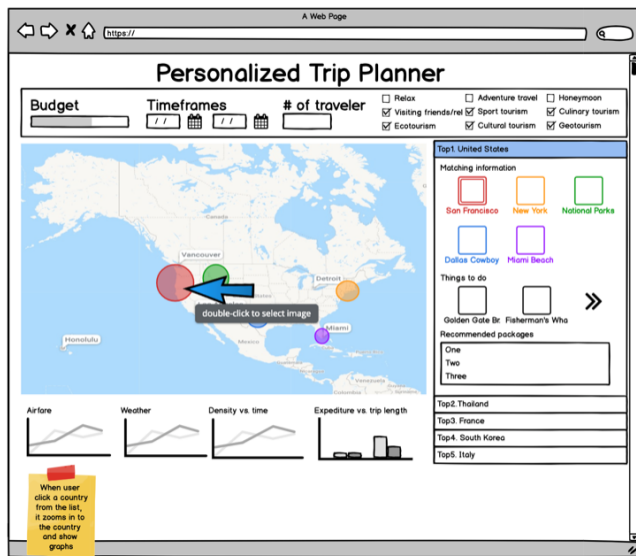 A Web Page
https://
Personalized Trip Planner
Budget
Timeframes
# of traveler
/ /
/ /
Relax
Adventure travel
Honeymoon
Visiting friends/rel
Sport tourism
Culinary tourism
Ecotourism
Cultural tourism
Geotourism
Top1. United States
Matching information
San Francisco
New York
National Parks
Dallas Cowboy
Miami Beach
Things to do
Golden Gate Br.
Fisherman's Wha
Recommended packages
One
Two
Three
Top2.Thailand
Top3. France
Top4. South Korea
Top5. Italy
Canada
Vancouver
Detroit
double-click to select image
Miami
Mexico
Honolulu
Venezuela
Airfare
Weather
Density vs. time
Expediture vs. trip length
When user
click a country
from the list,
it zooms in to
the country
and show
graphs